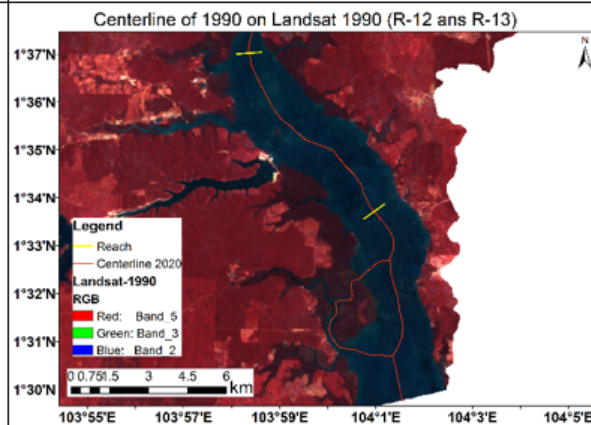 Centerline of 1990 on Landsat 1990 (R-12 ans R-13)
N
1°37'N
1°36'N
1°35'N
1°34'N
1°33'N
1°32'N
1°31'N
1°30'N
Legend
Reach
Centerline 2020
Landsat-1990
RGB
Red: Band_5
Green: Band_3
Blue: Band_2
0 0.751.5 3 4.5 6
km
103°55'E 103°57'E 103°59'E 104°1'E 104°3'E 104°5'E